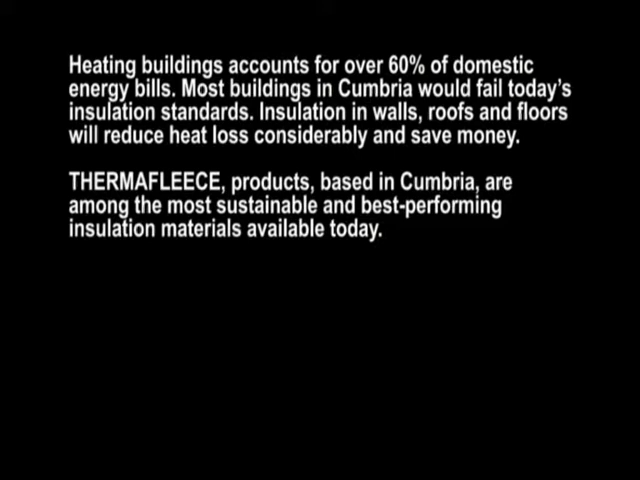 Heating buildings accounts for over 60% of domestic
energy bills. Most buildings in Cumbria would fail today's
insulation standards. Insulation in walls, roofs and floors
will reduce heat loss considerably and save money.
THERMAFLEECE, products, based in Cumbria, are
among the most sustainable and best-performing
insulation materials available today.